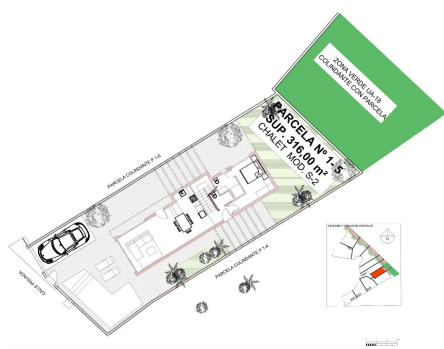 ZONA VERDE UA-18
COLINDANTE CON PARCELA
PARCELA Nº 1-5
SUP. 316,00 m²
CHALET MOD. S-2
PARCELA COLINDANTE P 1-6
PARCELA COLINDANTE P 1-4
CALLE PRIVADA